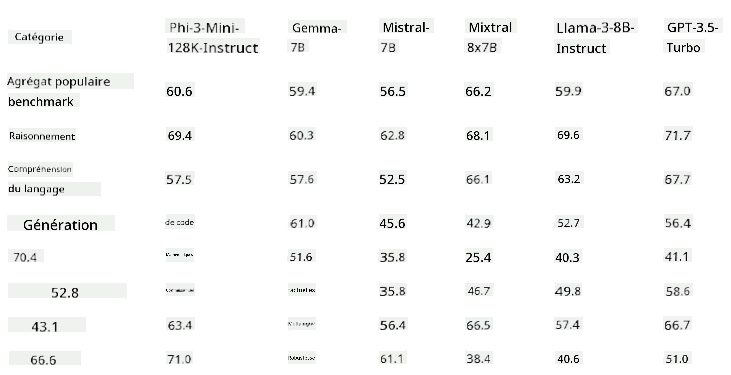 Catégorie Phi-3-Mini-128K-Instruct Gemma-7B Mistral-7B Mixtral 8x7B Llama-3-8B-Instruct GPT-3.5-Turbo
Agrégat populaire benchmark 60.6 59.4 56.5 66.2 59.9 67.0
Raisonnement 69.4 60.3 62.8 68.1 69.6 71.7
Compréhension du langage 57.5 57.6 52.5 66.1 63.2 67.7
Génération de code 61.0 45.6 42.9 52.7 56.4
70.4 51.6 35.8 25.4 40.3 41.1
52.8 factuelles 35.8 46.7 49.8 58.6
43.1 63.4 Multilingue 56.4 66.5 57.4 66.7
66.6 71.0 Robustesse 61.1 38.4 40.6 51.0